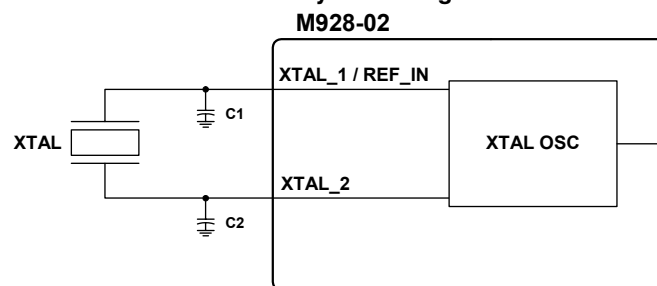 M928-02
XTAL_1 / REF_IN
C1
XTAL
XTAL OSC
XTAL_2
C2